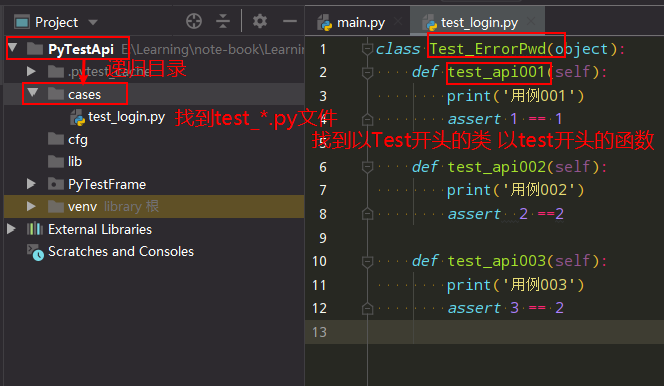 Project
main.py
test_login.py
PyTestApi E:\Learning\note-book\Learnin
.pytest_cache
递归目录
cases
test_login.py
找到test_*.py文件
cfg
lib
PyTestFrame
venv library 根
External Libraries
Scratches and Consoles
1 class Test_ErrorPwd(object):
2 def test_api001(self):
3 print('用例001')
4 assert 1 == 1
找到以Test开头的类 以test开头的函数
5
6 def test_api002(self):
7 print('用例002')
8 assert 2 ==2
9
10 def test_api003(self):
11 print('用例003')
12 assert 3 == 2
13